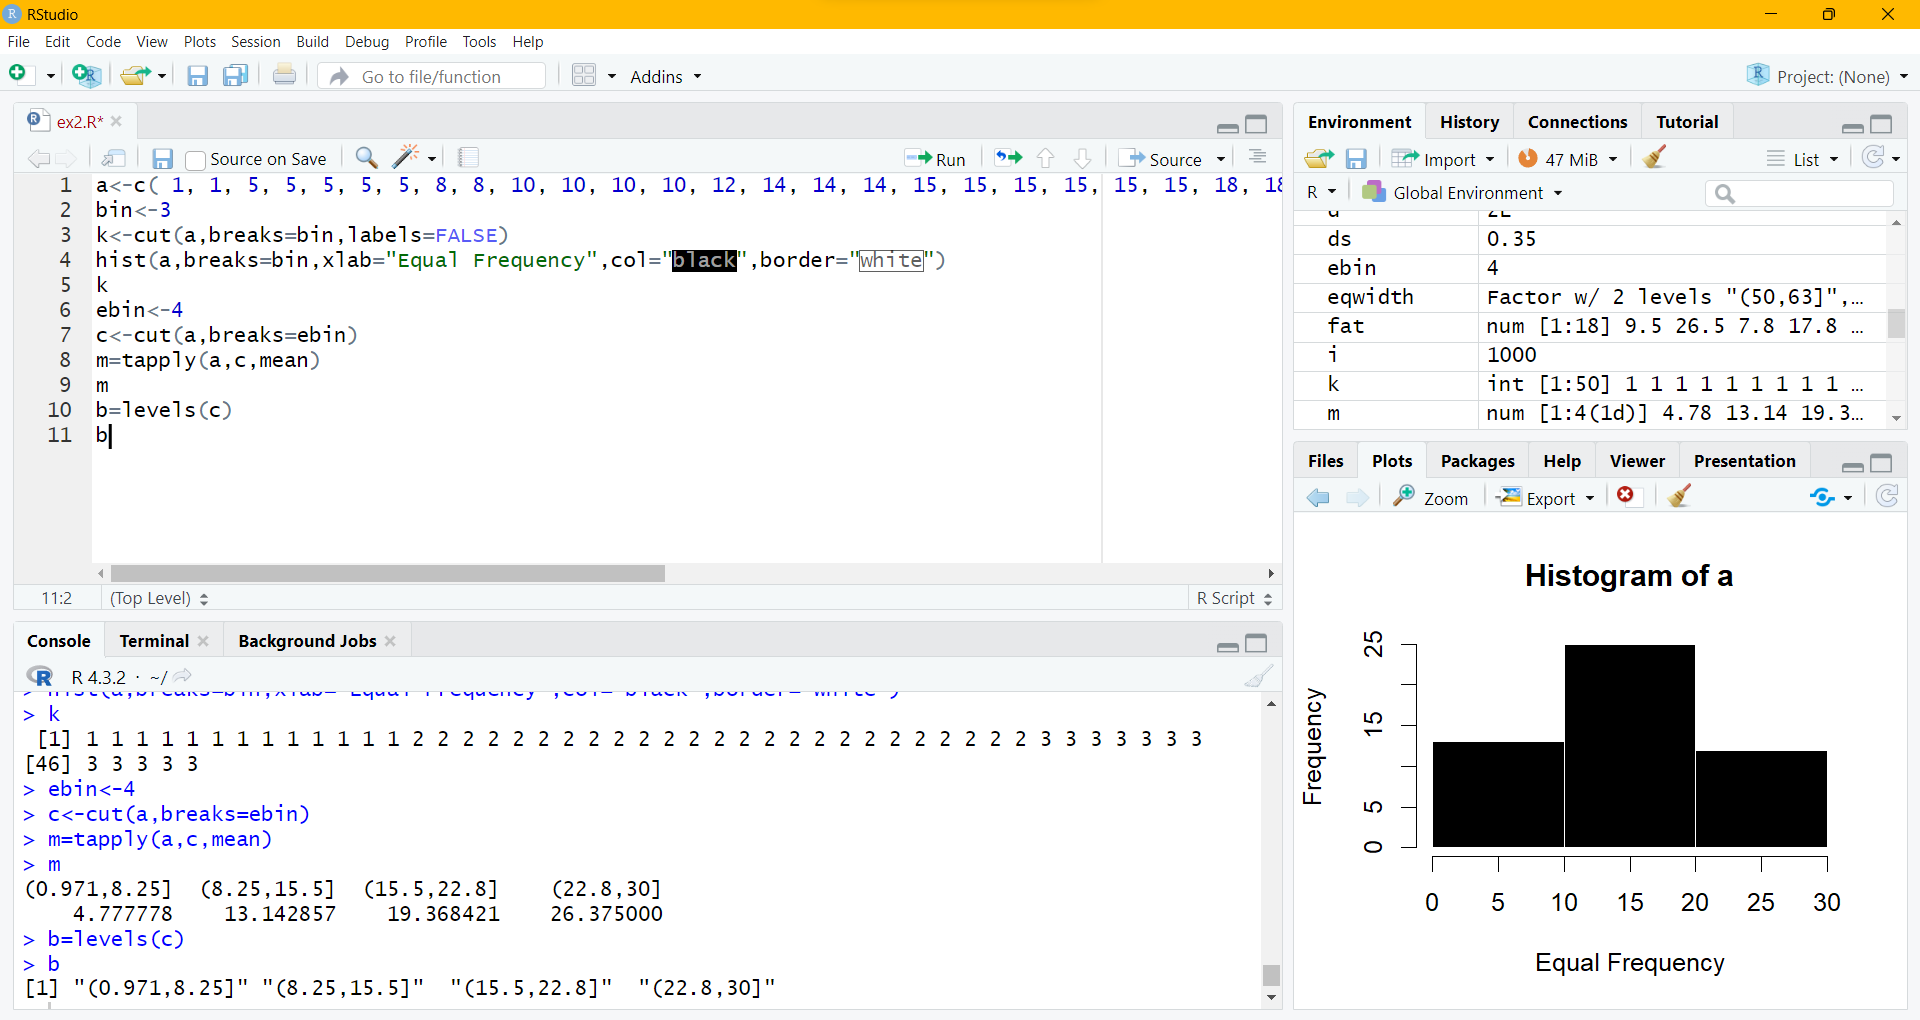 RStudio
File Edit Code View Plots Session Build Debug Profile Tools Help
Go to file/function Addins Project: (None)
ex2.R*
Source on Save Run Source
1 a<-c( 1, 1, 5, 5, 5, 5, 5, 8, 8, 10, 10, 10, 10, 12, 14, 14, 14, 15, 15, 15, 15, 15, 15, 18, 18
2 bin<-3
3 k<-cut(a,breaks=bin,labels=FALSE)
4 hist(a,breaks=bin,xlab="Equal Frequency",col="black",border="white")
5 k
6 ebin<-4
7 c<-cut(a,breaks=ebin)
8 m=tapply(a,c,mean)
9 m
10 b=levels(c)
11 b
11:2 (Top Level) R Script
Console Terminal Background Jobs
R 4.3.2 · ~/
> hist(a,breaks=bin,xlab="Equal Frequency",col="black",border="white")
> k
[1] 1 1 1 1 1 1 1 1 1 1 1 1 1 2 2 2 2 2 2 2 2 2 2 2 2 2 2 2 2 2 2 2 2 2 2 2 2 2 3 3 3 3 3 3 3
[46] 3 3 3 3 3
> ebin<-4
> c<-cut(a,breaks=ebin)
> m=tapply(a,c,mean)
> m
(0.971,8.25] (8.25,15.5] (15.5,22.8] (22.8,30]
4.777778 13.142857 19.368421 26.375000
> b=levels(c)
> b
[1] "(0.971,8.25]" "(8.25,15.5]" "(15.5,22.8]" "(22.8,30]"
Environment History Connections Tutorial
Import 47 MiB List
R Global Environment
ds 0.35
ebin 4
eqwidth Factor w/ 2 levels "(50,63]",…
fat num [1:18] 9.5 26.5 7.8 17.8 …
i 1000
k int [1:50] 1 1 1 1 1 1 1 1 1 …
m num [1:4(1d)] 4.78 13.14 19.3…
Files Plots Packages Help Viewer Presentation
Zoom Export
Histogram of a
Frequency
25
15
5
0
0 5 10 15 20 25 30
Equal Frequency